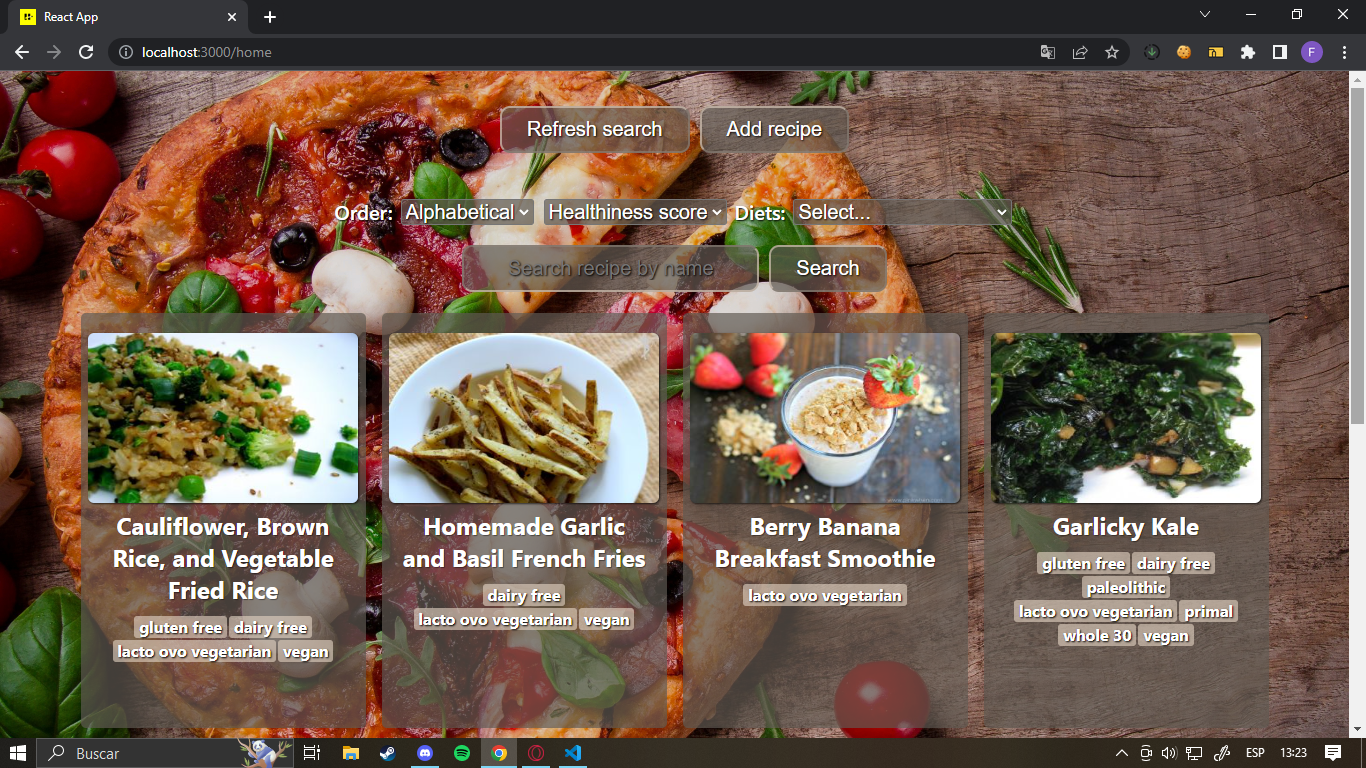 React App
localhost:3000/home
F
Refresh search
Add recipe
Order: Alphabetical Healthiness score Diets: Select...
Search recipe by name
Search
Cauliflower, Brown
Rice, and Vegetable
Fried Rice
gluten free dairy free
lacto ovo vegetarian vegan
Homemade Garlic
and Basil French Fries
dairy free
lacto ovo vegetarian vegan
Berry Banana
Breakfast Smoothie
lacto ovo vegetarian
Garlicky Kale
gluten free dairy free
paleolithic
lacto ovo vegetarian primal
whole 30 vegan
Buscar
ESP
13:23